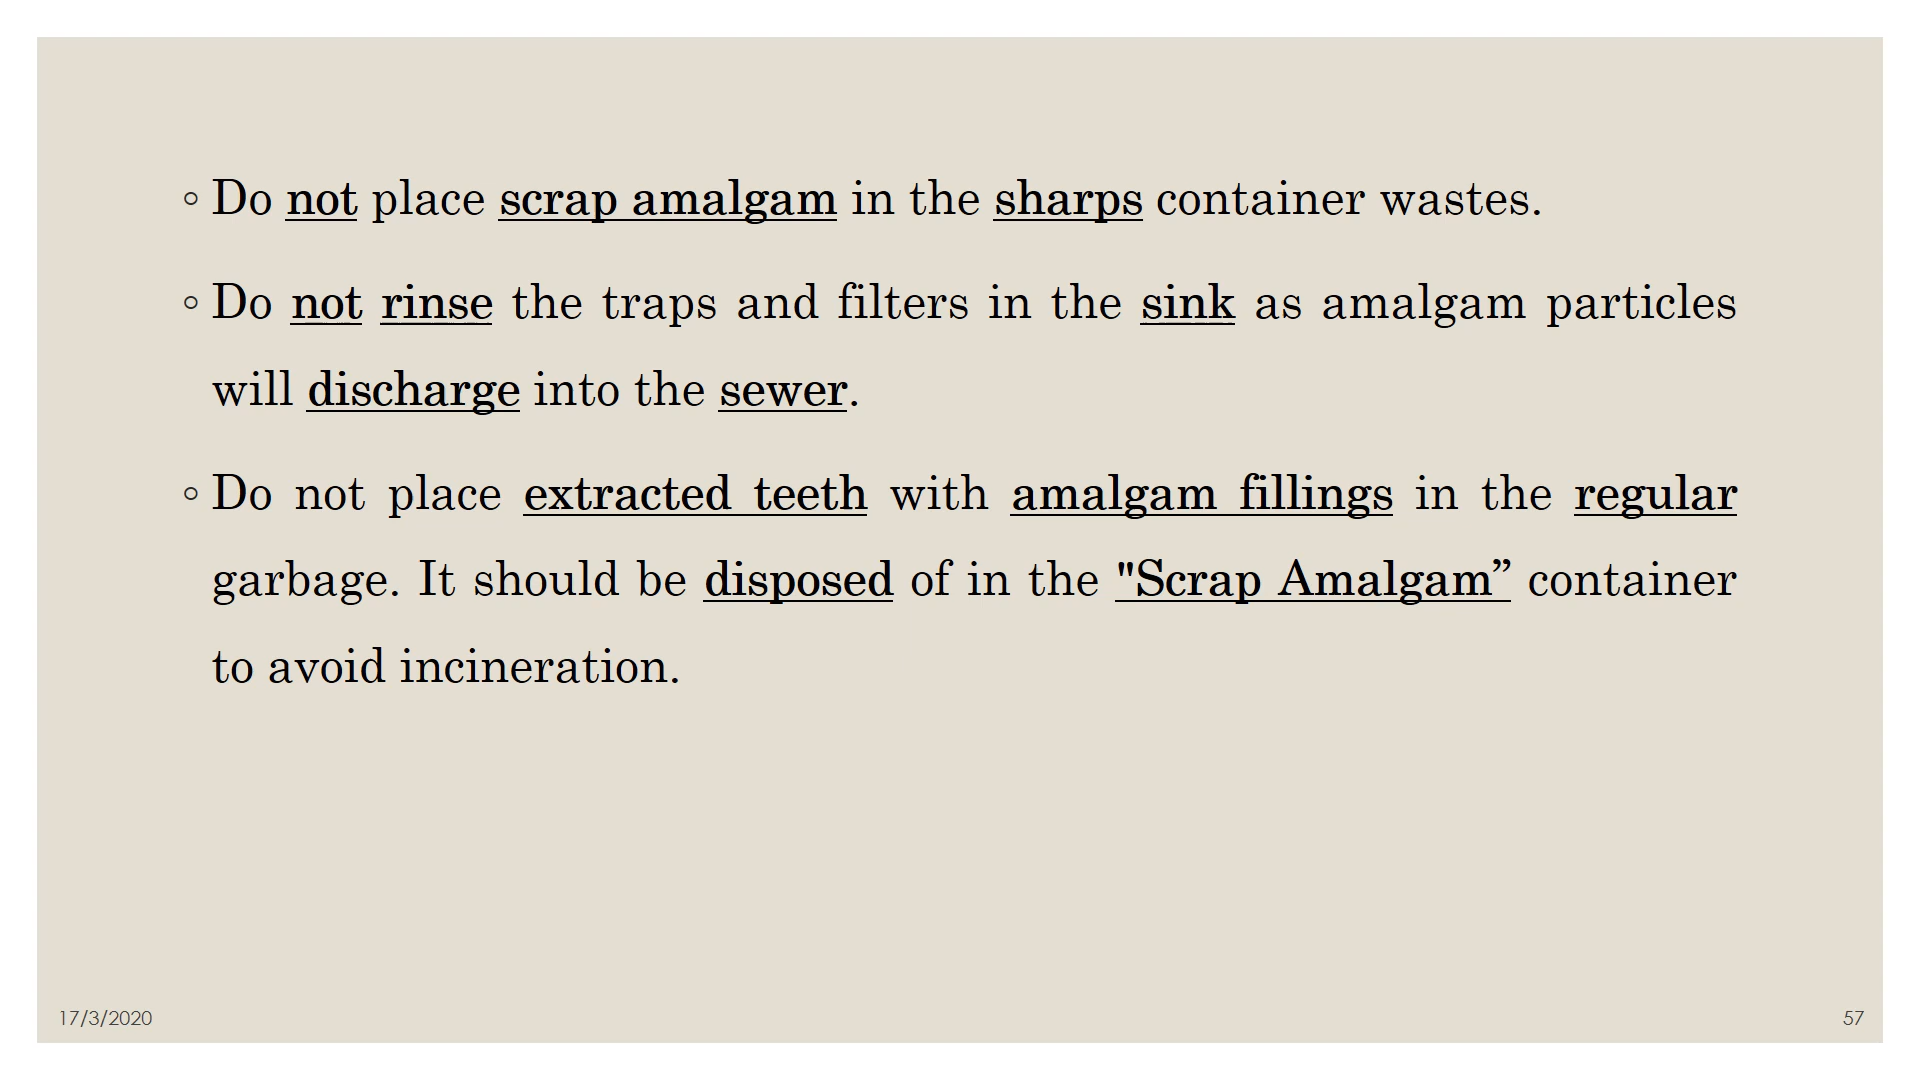 ◦ Do not place scrap amalgam in the sharps container wastes.
◦ Do not rinse the traps and filters in the sink as amalgam particles
will discharge into the sewer.
◦ Do not place extracted teeth with amalgam fillings in the regular
garbage. It should be disposed of in the "Scrap Amalgam” container
to avoid incineration.
17/3/2020
57